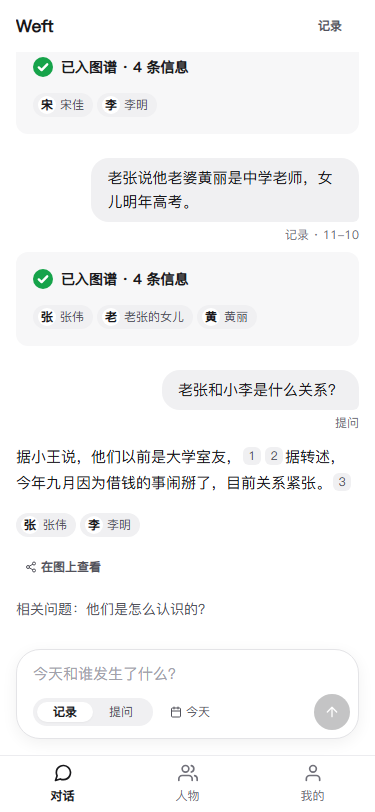 Weft
记录
已入图谱 · 4 条信息
宋 宋佳 李 李明
老张说他老婆黄丽是中学老师，女
儿明年高考。
记录 · 11-10
已入图谱 · 4 条信息
张 张伟 老 老张的女儿 黄 黄丽
老张和小李是什么关系？
提问
据小王说，他们以前是大学室友， 1 2 据转述，
今年九月因为借钱的事闹掰了，目前关系紧张。 3
张 张伟 李 李明
在图上查看
相关问题：他们是怎么认识的?
今天和谁发生了什么?
记录 提问 今天
对话 人物 我的